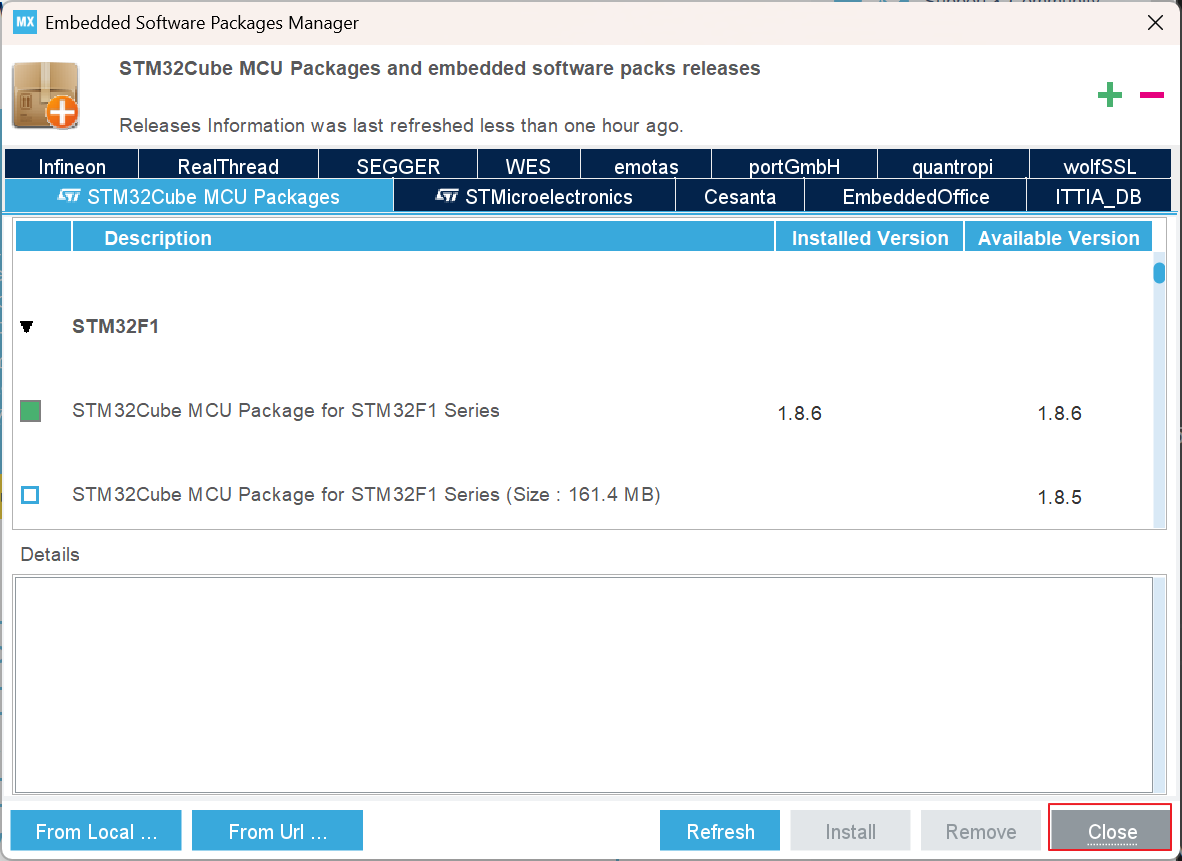 MX Embedded Software Packages Manager
STM32Cube MCU Packages and embedded software packs releases
Releases Information was last refreshed less than one hour ago.
Infineon RealThread SEGGER WES emotas portGmbH quantropi wolfSSL
STM32Cube MCU Packages STMicroelectronics Cesanta EmbeddedOffice ITTIA_DB
Description Installed Version Available Version
STM32F1
STM32Cube MCU Package for STM32F1 Series 1.8.6 1.8.6
STM32Cube MCU Package for STM32F1 Series (Size : 161.4 MB) 1.8.5
Details
From Local ... From Url ... Refresh Install Remove Close